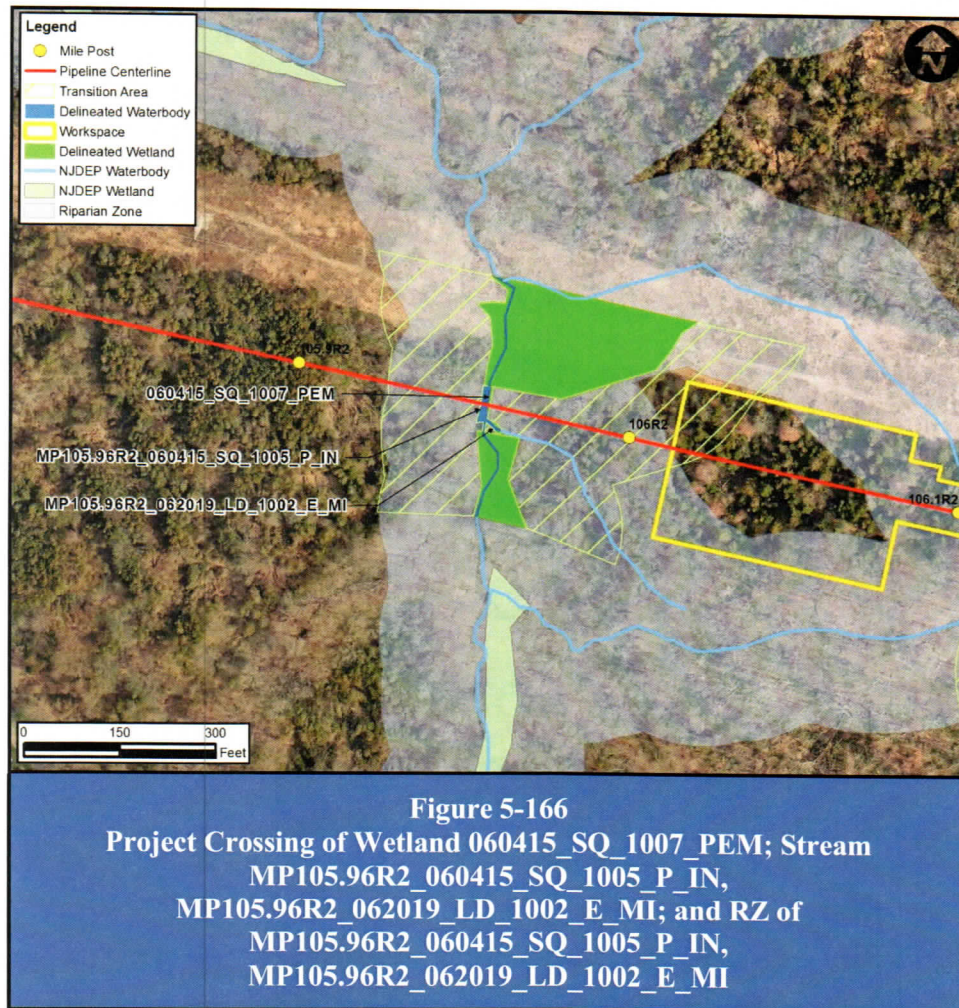 Legend
Mile Post
Pipeline Centerline
Transition Area
Delineated Waterbody
Workspace
Delineated Wetland
NJDEP Waterbody
NJDEP Wetland
Riparian Zone
N
105.9R2
060415_SQ_1007_PEM
106R2
MP105.96R2_060415_SQ_1005_P_IN
MP105.96R2_062019_LD_1002_E_MI
106.1R2
0 150 300
Feet
Figure 5-166
Project Crossing of Wetland 060415_SQ_1007_PEM; Stream
MP105.96R2_060415_SQ_1005_P_IN,
MP105.96R2_062019_LD_1002_E_MI; and RZ of
MP105.96R2_060415_SQ_1005_P_IN,
MP105.96R2_062019_LD_1002_E_MI